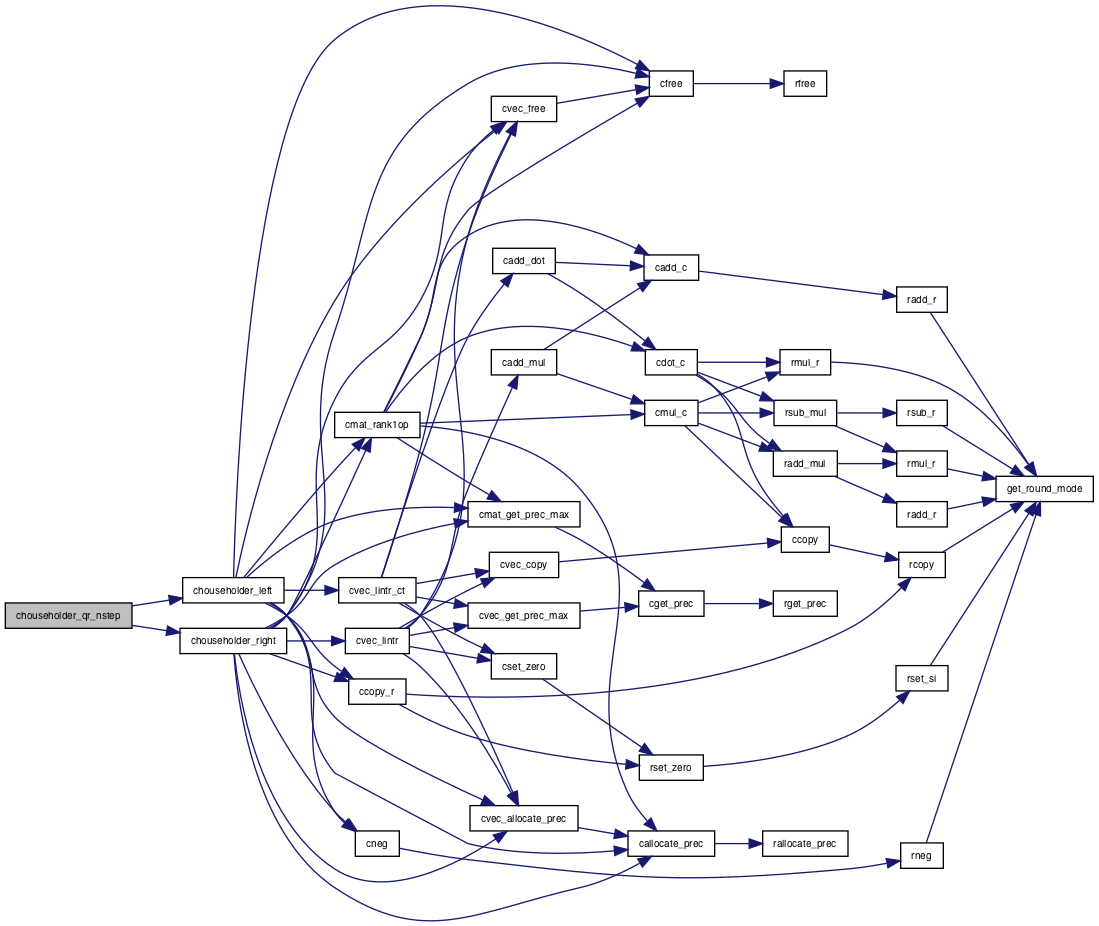 chouseholder_qr_nstep
chouseholder_left
chouseholder_right
cmat_rank1op
cvec_lintr_ct
cvec_lintr
ccopy_r
cneg
cvec_free
cadd_dot
cadd_mul
cmat_get_prec_max
cvec_copy
cvec_get_prec_max
cset_zero
cvec_allocate_prec
cfree
cadd_c
cdot_c
cmul_c
cget_prec
rset_zero
callocate_prec
rfree
rmul_r
rsub_mul
radd_mul
ccopy
rget_prec
rallocate_prec
radd_r
rsub_r
rmul_r
radd_r
rcopy
rset_si
rneg
get_round_mode